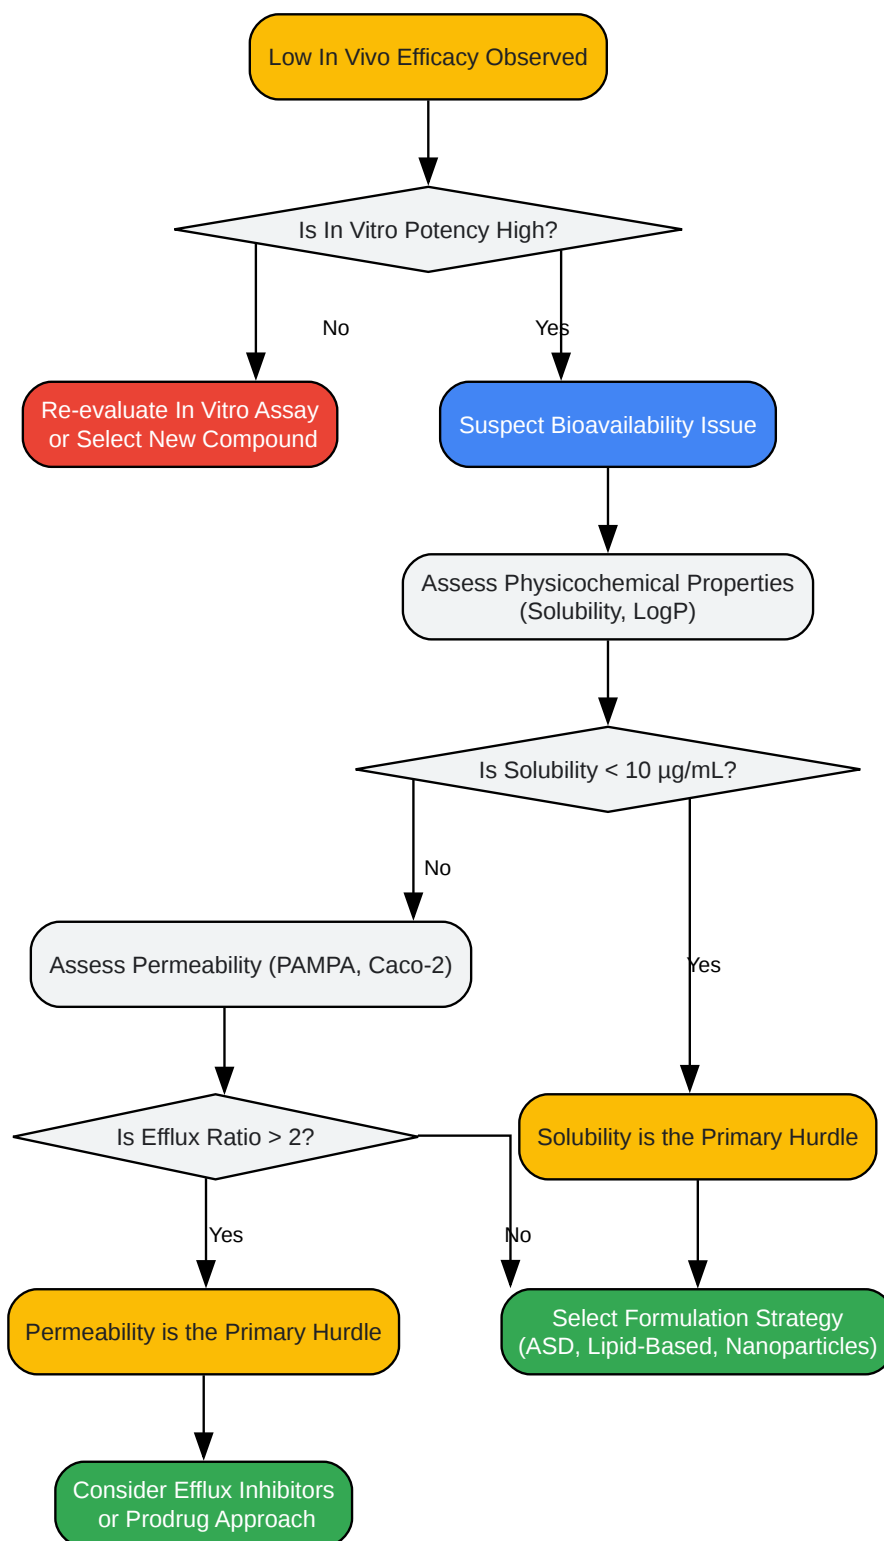 Low In Vivo Efficacy Observed
Is In Vitro Potency High?
No
Yes
Re-evaluate In Vitro Assay
or Select New Compound
Suspect Bioavailability Issue
Assess Physicochemical Properties
(Solubility, LogP)
Is Solubility < 10 µg/mL?
No
Assess Permeability (PAMPA, Caco-2)
Yes
Is Efflux Ratio > 2?
Solubility is the Primary Hurdle
Yes
No
Permeability is the Primary Hurdle
Select Formulation Strategy
(ASD, Lipid-Based, Nanoparticles)
Consider Efflux Inhibitors
or Prodrug Approach